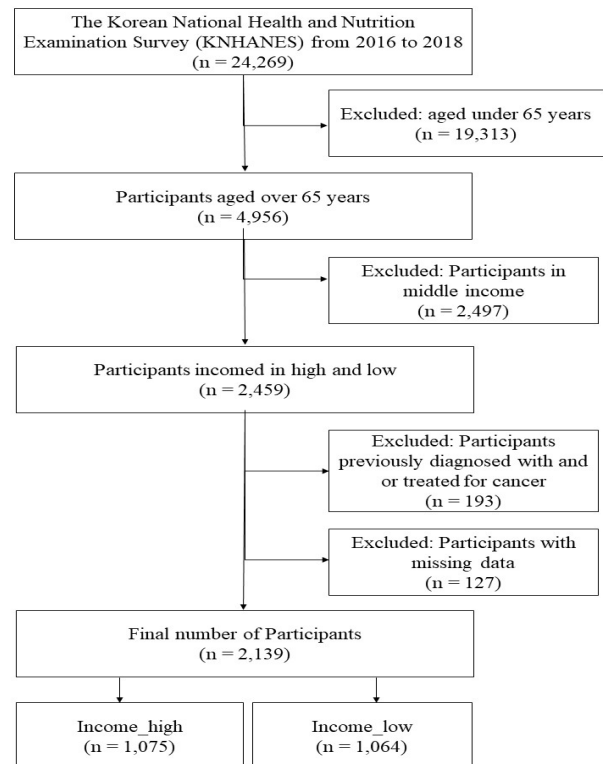 The Korean National Health and Nutrition
Examination Survey (KNHANES) from 2016 to 2018
(n = 24,269)
Excluded: aged under 65 years
(n = 19,313)
Participants aged over 65 years
(n = 4,956)
Excluded: Participants in
middle income
(n = 2,497)
Participants incomed in high and low
(n = 2,459)
Excluded: Participants
previously diagnosed with and
or treated for cancer
(n = 193)
Excluded: Participants with
missing data
(n = 127)
Final number of Participants
(n = 2,139)
Income_high
(n = 1,075)
Income_low
(n = 1,064)